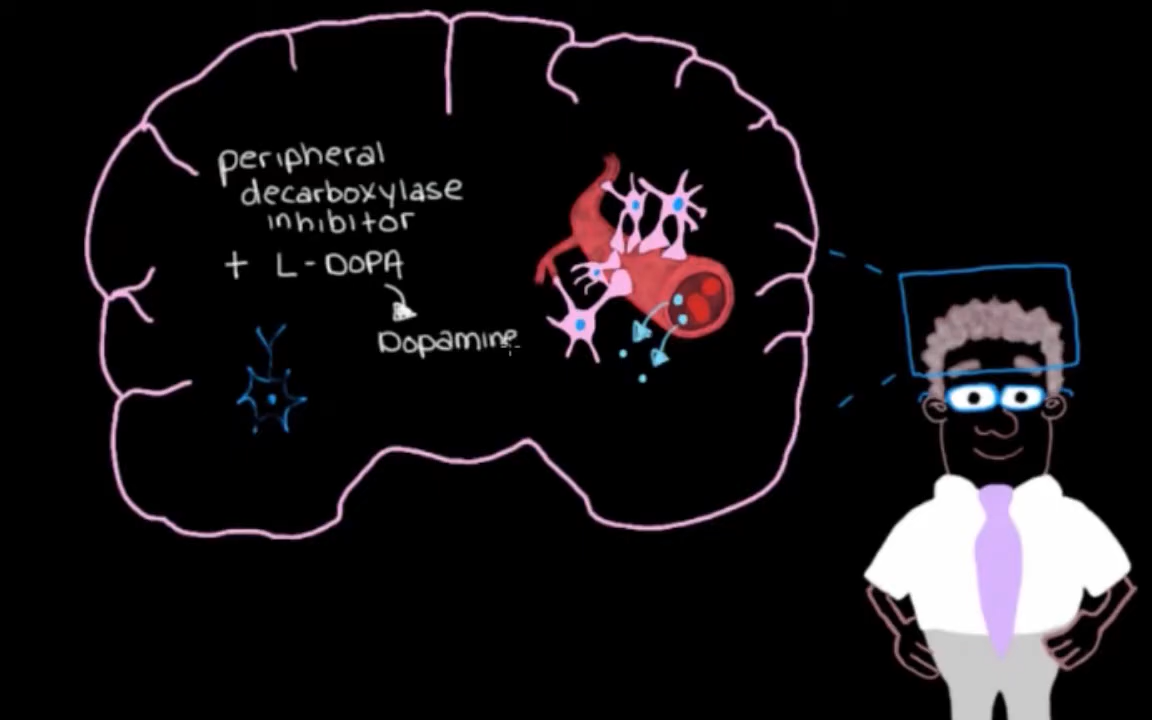 peripheral
decarboxylase
inhibitor
+ L-DOPA
Dopamine